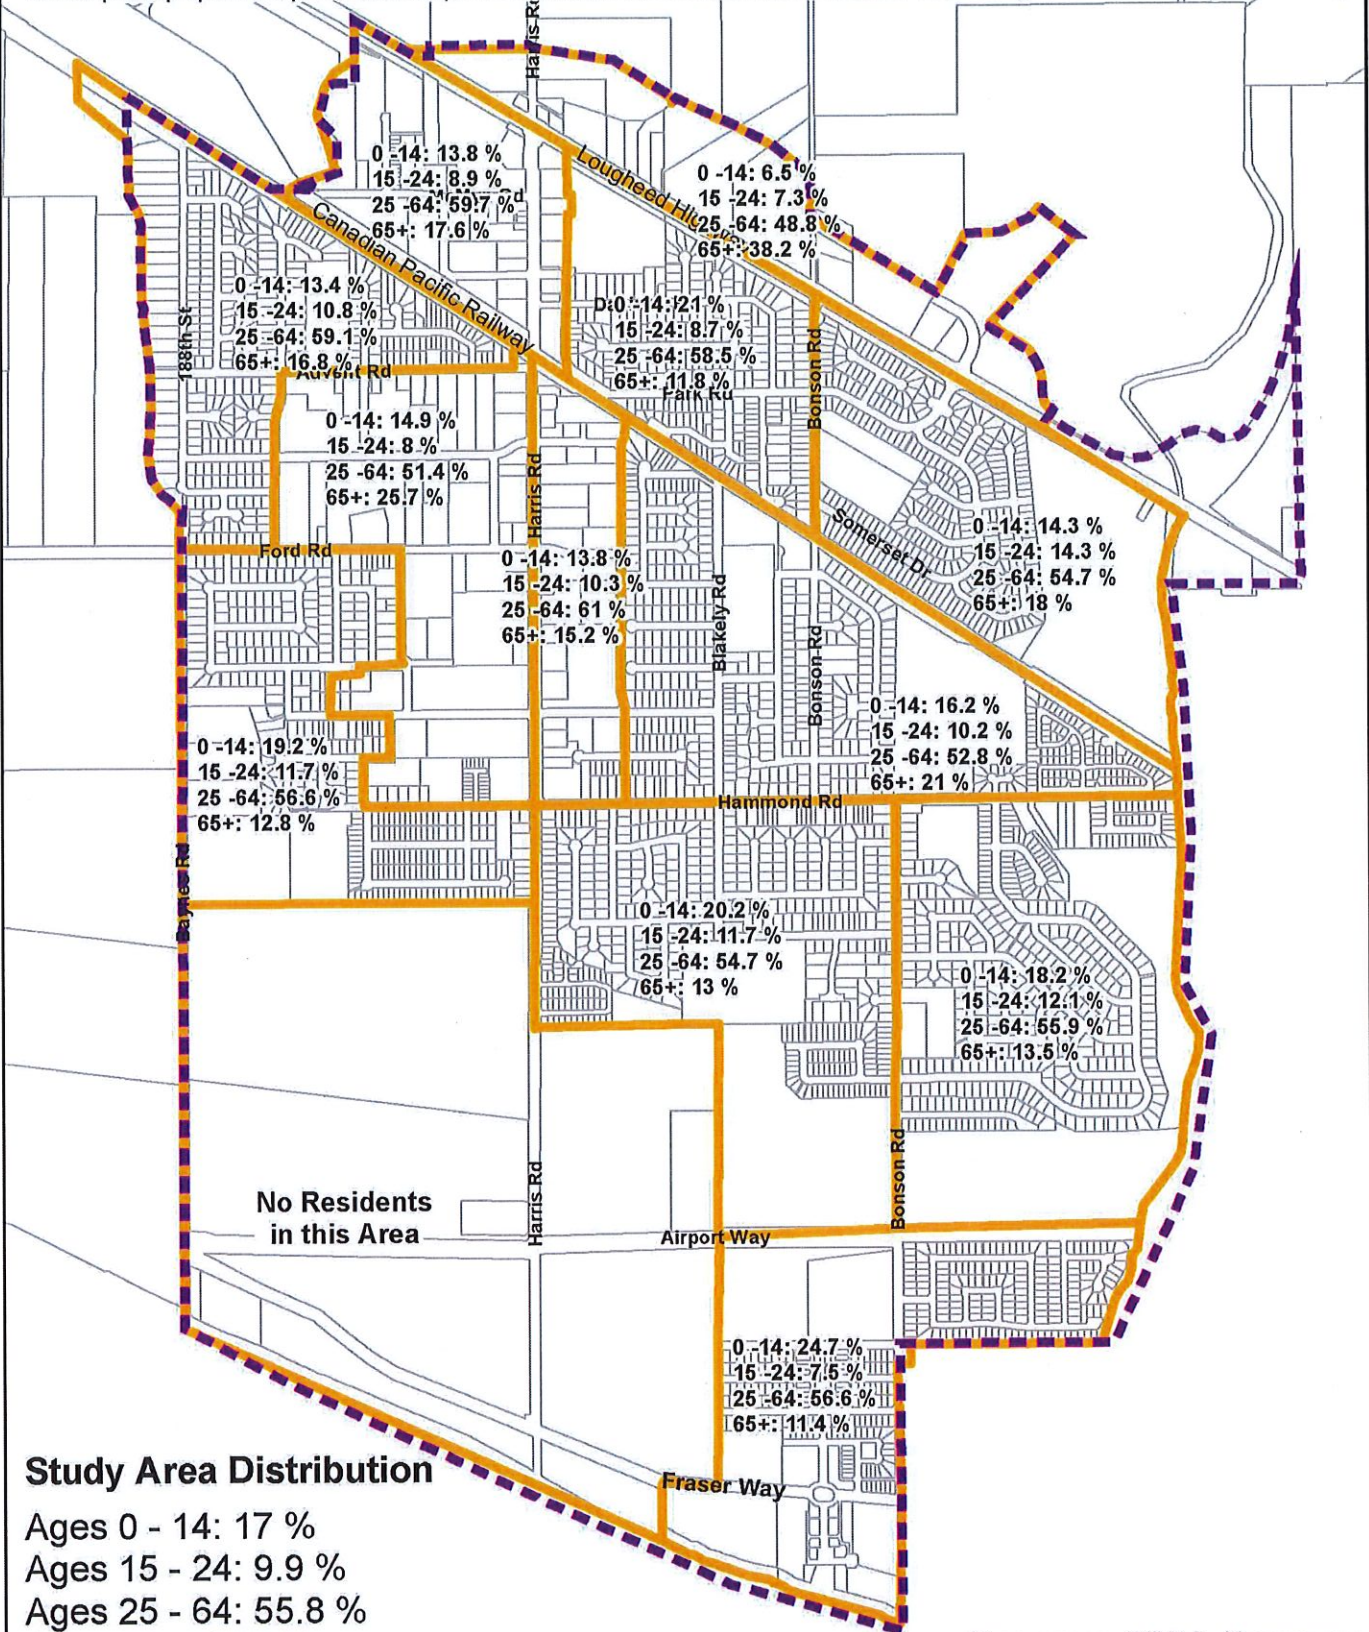 Harris Rd
0 -14: 13.8 %
15 -24: 8.9 %
25 -64: 59.7 %
65+: 17.6 %
Lougheed Highway
0 -14: 6.5 %
15 -24: 7.3 %
25 -64: 48.8 %
65+: 38.2 %
Canadian Pacific Railway
0 -14: 13.4 %
15 -24: 10.8 %
25 -64: 59.1 %
65+: 16.8 %
188th St
Advent Rd
0 -14: 21 %
15 -24: 8.7 %
25 -64: 58.5 %
65+: 11.8 %
Park Rd
Bonson Rd
0 -14: 14.9 %
15 -24: 8 %
25 -64: 51.4 %
65+: 25.7 %
Harris Rd
Ford Rd
Somerset Dr
0 -14: 14.3 %
15 -24: 14.3 %
25 -64: 54.7 %
65+: 18 %
0 -14: 13.8 %
15 -24: 10.3 %
25 -64: 61 %
65+: 15.2 %
Blakely Rd
Bonson Rd
0 -14: 16.2 %
15 -24: 10.2 %
25 -64: 52.8 %
65+: 21 %
0 -14: 19.2 %
15 -24: 11.7 %
25 -64: 56.6 %
65+: 12.8 %
Hammond Rd
Baynes Rd
0 -14: 20.2 %
15 -24: 11.7 %
25 -64: 54.7 %
65+: 13 %
0 -14: 18.2 %
15 -24: 12.1 %
25 -64: 55.9 %
65+: 13.5 %
Harris Rd
Bonson Rd
No Residents
in this Area
Airport Way
0 -14: 24.7 %
15 -24: 7.5 %
25 -64: 56.6 %
65+: 11.4 %
Fraser Way
Study Area Distribution
Ages 0 - 14: 17 %
Ages 15 - 24: 9.9 %
Ages 25 - 64: 55.8 %